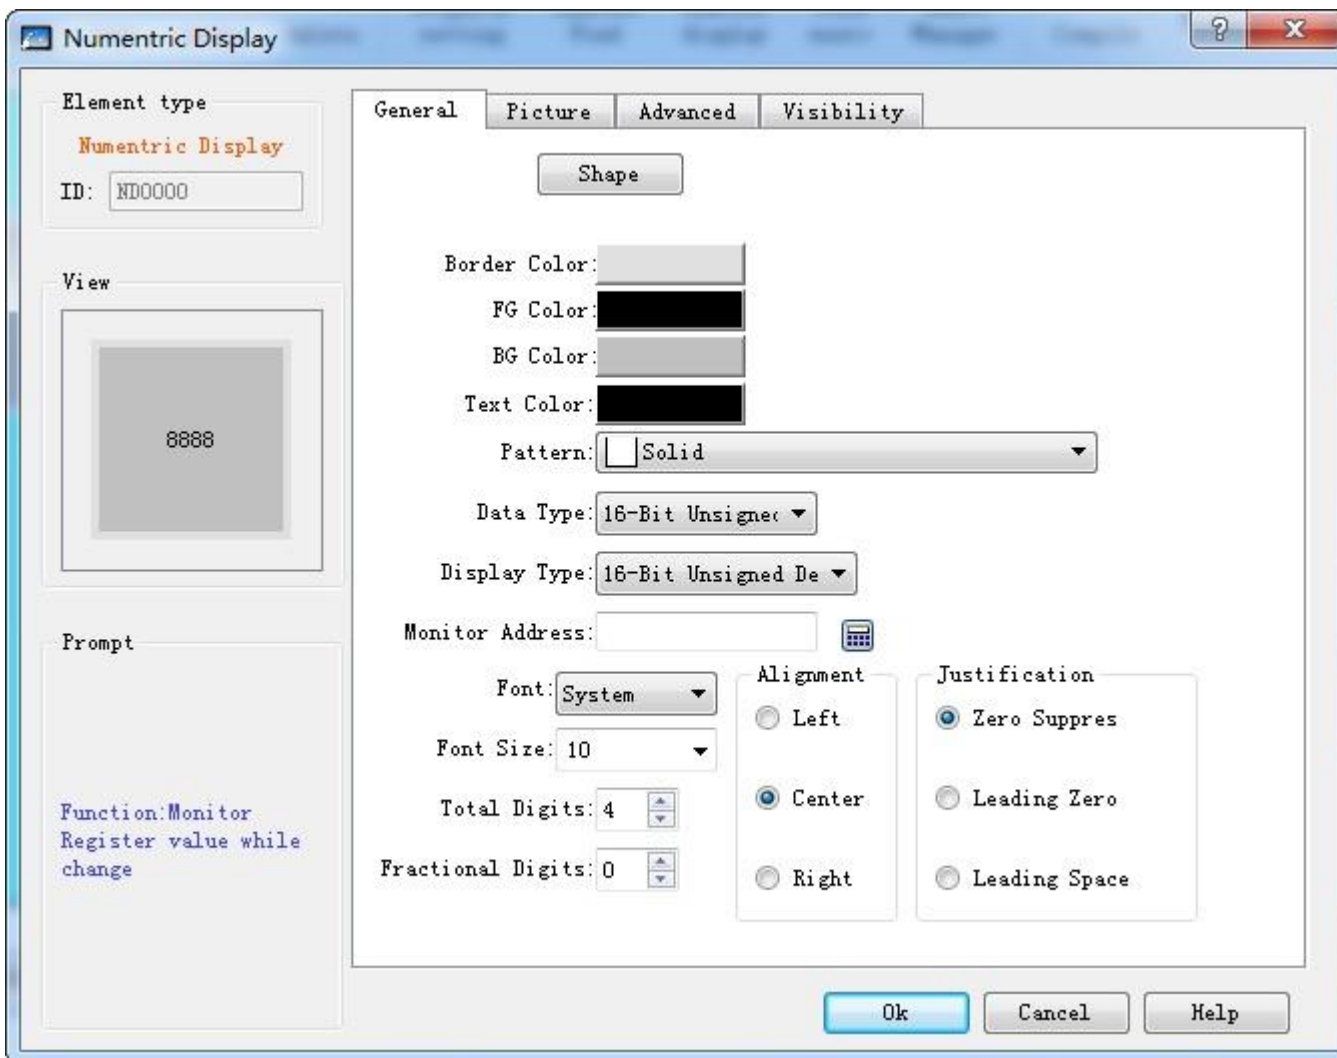 Numentric Display
Element type
Numentric Display
ID: ND0000
View
8888
Prompt
Function:Monitor
Register value while
change
General Picture Advanced Visibility
Shape
Border Color:
FG Color:
BG Color:
Text Color:
Pattern: Solid
Data Type: 16-Bit Unsigned
Display Type: 16-Bit Unsigned De
Monitor Address:
Font: System
Font Size: 10
Total Digits: 4
Fractional Digits: 0
Alignment
Left
Center
Right
Justification
Zero Suppres
Leading Zero
Leading Space
Ok Cancel Help